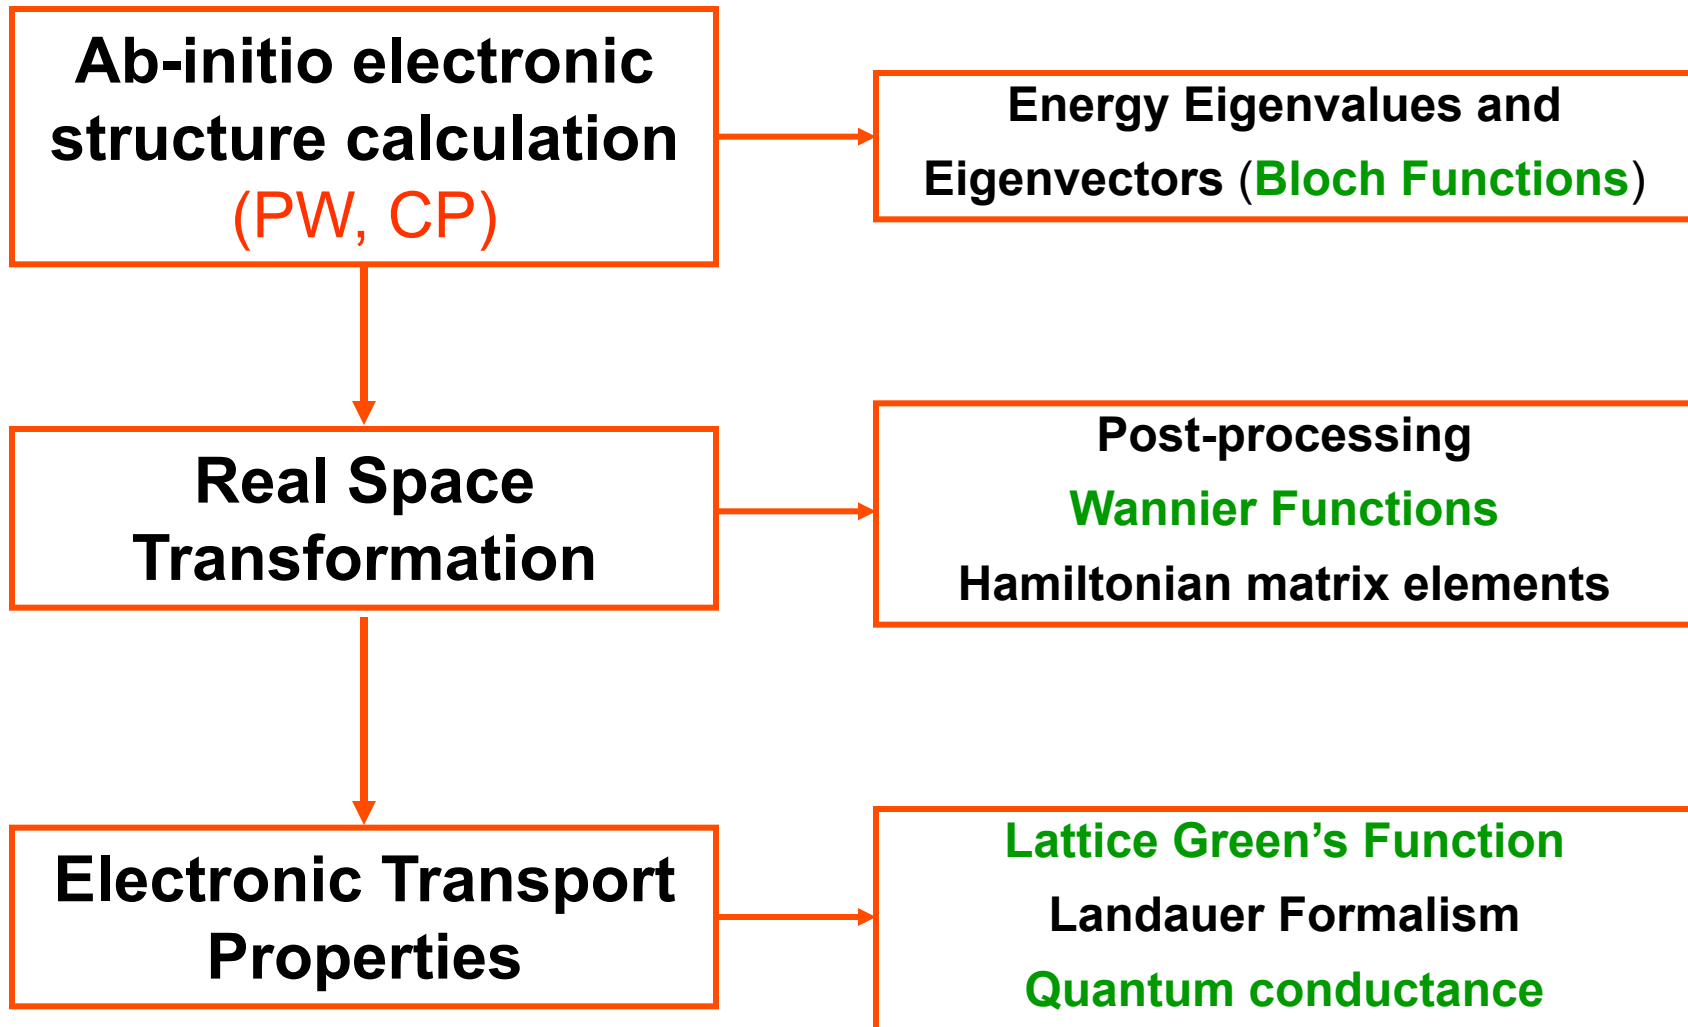 Ab-initio electronic
structure calculation
(PW, CP)
Energy Eigenvalues and
Eigenvectors (Bloch Functions)
Real Space
Transformation
Post-processing
Wannier Functions
Hamiltonian matrix elements
Electronic Transport
Properties
Lattice Green’s Function
Landauer Formalism
Quantum conductance